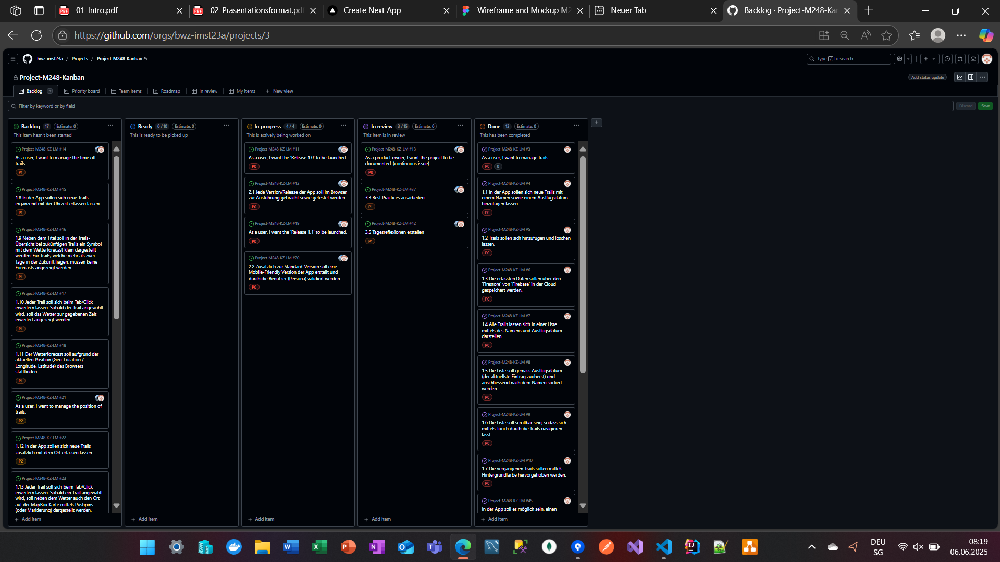 01_Intro.pdf
02_Präsentationsformat.pdf
Create Next App
Wireframe and Mockup M2
Neuer Tab
Backlog · Project-M248-Kan
https://github.com/orgs/bwz-imst23a/projects/3
bwz-imst23a / Projects / Project-M248-Kanban
Type / to search
Project-M248-Kanban
Add status update
Backlog
Priority board
Team items
Roadmap
In review
My items
New view
Filter by keyword or by field
Discard
Save
Backlog 17 Estimate: 0
This item hasn't been started
Project-M248-KZ-LM #14
As a user, I want to manage the time oft
trails.
P1
Project-M248-KZ-LM #15
1.8 In der App sollen sich neue Trails
ergänzend mit der Uhrzeit erfassen lassen.
P1
Project-M248-KZ-LM #16
1.9 Neben dem Titel soll in der Trails-
Übersicht bei zukünftigen Trails ein Symbol
mit dem Wetterforecast klein dargestellt
werden. Für Trails, welche mehr als zwei
Tage in der Zukunft liegen, müssen keine
Forecasts angezeigt werden.
P1
Project-M248-KZ-LM #17
1.10 Jeder Trail soll sich beim Tab/Click
erweitern lassen. Sobald der Trail angewählt
wird, soll das Wetter zur gegebenen Zeit
erweitert angezeigt werden.
P1
Project-M248-KZ-LM #18
1.11 Der Wetterforecast soll aufgrund der
aktuellen Position (Geo-Location /
Longitude, Latitude) des Browsers
stattfinden.
P1
Project-M248-KZ-LM #21
As a user, I want to manage the position of
trails.
P2
Project-M248-KZ-LM #22
1.12 In der App sollen sich neue Trails
zusätzlich mit dem Ort erfassen lassen.
P2
Project-M248-KZ-LM #23
1.13 Jeder Trail soll sich beim Tab/Click
erweitern lassen. Sobald ein Trail angewählt
wird, soll neben dem Wetter auch den Ort
auf der MapBox Karte mittels Pushpins
(oder Markierung) dargestellt werden.
Add item
Ready 0 / 10 Estimate: 0
This is ready to be picked up
Add item
In progress 4 / 4 Estimate: 0
This is actively being worked on
Project-M248-KZ-LM #11
As a user, I want the 'Release 1.0' to be launched.
P0
Project-M248-KZ-LM #12
2.1 Jede Version/Release der App soll im Browser
zur Ausführung gebracht sowie getestet werden.
P0
Project-M248-KZ-LM #19
As a user, I want the 'Release 1.1' to be launched.
P0
Project-M248-KZ-LM #20
2.2 Zusätzlich zur Standard-Version soll eine
Mobile-Friendly Version der App erstellt und
durch die Benutzer (Persona) validiert werden.
P0
Add item
In review 3 / 15 Estimate: 0
This item is in review
Project-M248-KZ-LM #13
As a product owner, I want the project to be
documented. (continuous issue)
P0
Project-M248-KZ-LM #37
3.3 Best Practices ausarbeiten
P1
Project-M248-KZ-LM #42
3.5 Tagesreflexionen erstellen
P1
Add item
Done 13 Estimate: 0
This has been completed
Project-M248-KZ-LM #3
As a user, I want to manage trails.
P0 0
Project-M248-KZ-LM #4
1.1 In der App sollen sich neue Trails mit
einem Namen sowie einem Ausflugsdatum
hinzufügen lassen.
P0
Project-M248-KZ-LM #5
1.2 Trails sollen sich hinzufügen und löschen
lassen.
P0
Project-M248-KZ-LM #6
1.3 Die erfassten Daten sollen über den
'Firestore' von 'Firebase' in der Cloud
gespeichert werden.
P0
Project-M248-KZ-LM #7
1.4 Alle Trails lassen sich in einer Liste
mittels des Namens und Ausflugsdatum
darstellen.
P0
Project-M248-KZ-LM #8
1.5 Die Liste soll gemäss Ausflugsdatum
(der aktuellste Eintrag zuoberst) und
anschliessend nach dem Namen sortiert
werden.
P0
Project-M248-KZ-LM #9
1.6 Die Liste soll scrollbar sein, sodass sich
mittels Touch durch die Trails navigieren
lässt.
P0
Project-M248-KZ-LM #10
1.7 Die vergangenen Trails sollen mittels
Hintergrundfarbe hervorgehoben werden.
P0
Project-M248-KZ-LM #45
In der App soll es möglich sein, einen
Add item
DEU
SG
08:19
06.06.2025